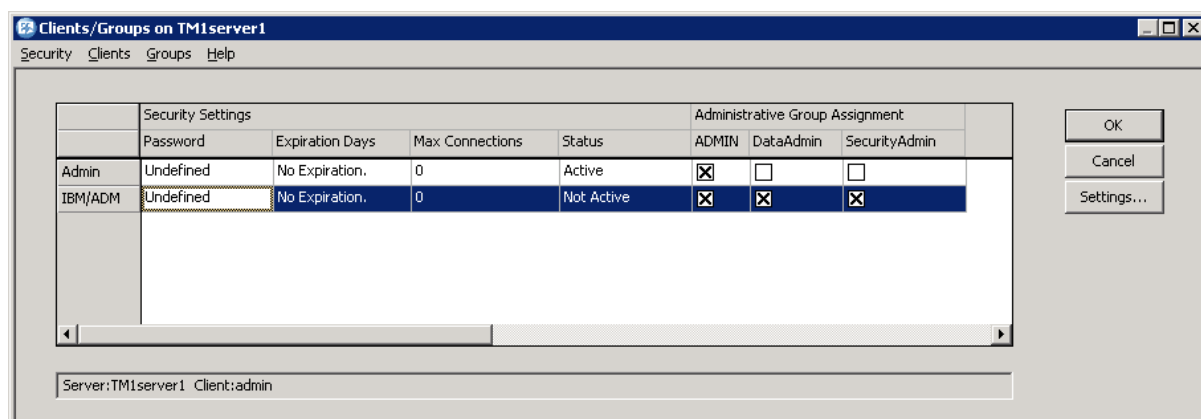 Clients/Groups on TM1server1
Security Clients Groups Help
Security Settings Administrative Group Assignment
Password Expiration Days Max Connections Status ADMIN DataAdmin SecurityAdmin
Admin Undefined No Expiration. 0 Active
IBM/ADM Undefined No Expiration. 0 Not Active
OK
Cancel
Settings...
Server:TM1server1 Client:admin